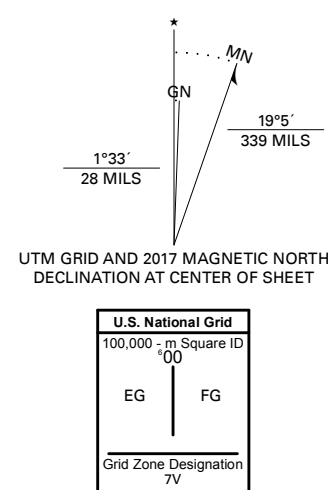 ★
MN
GN
19°5´
339 MILS
1°33´
28 MILS
UTM GRID AND 2017 MAGNETIC NORTH
DECLINATION AT CENTER OF SHEET
U.S. National Grid
100,000 - m Square ID
⁶00
EG FG
Grid Zone Designation
7V